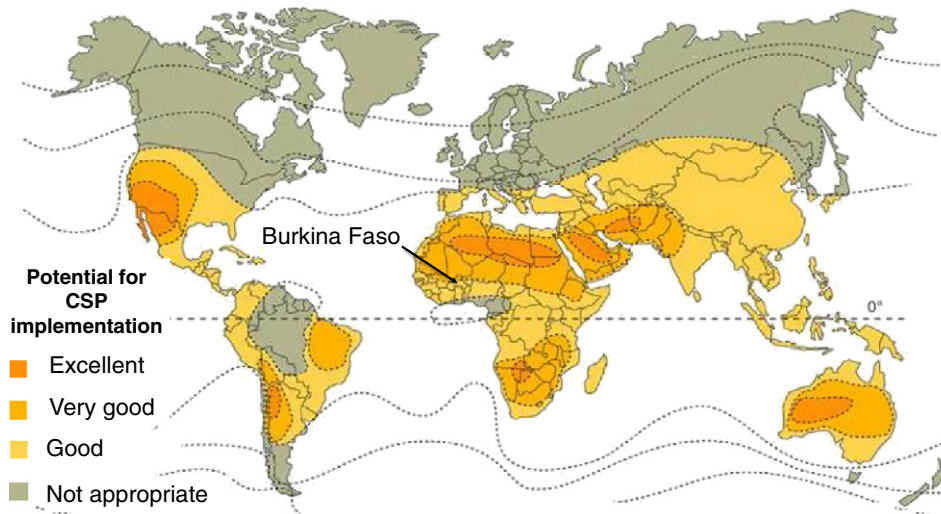 Burkina Faso
Potential for
CSP
implementation
0°
Excellent
Very good
Good
Not appropriate